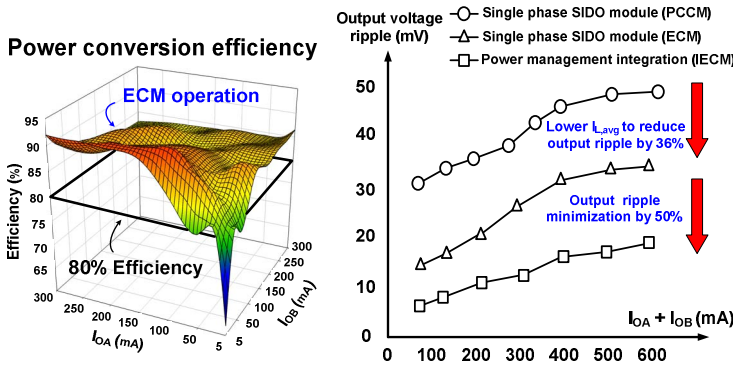 Power conversion efficiency
ECM operation
95
90
85
80
75
70
65
Efficiency (%)
80% Efficiency
300
250
200
150
100
50
5
IOA (mA)
5
50
100
150
200
250
300
IOB (mA)
Output voltage
ripple (mV)
Single phase SIDO module (PCCM)
Single phase SIDO module (ECM)
Power management integration (IECM)
50
40
30
20
10
0
Lower IL,avg to reduce
output ripple by 36%
Output ripple
minimization by 50%
IOA + IOB (mA)
0 100 200 300 400 500 600